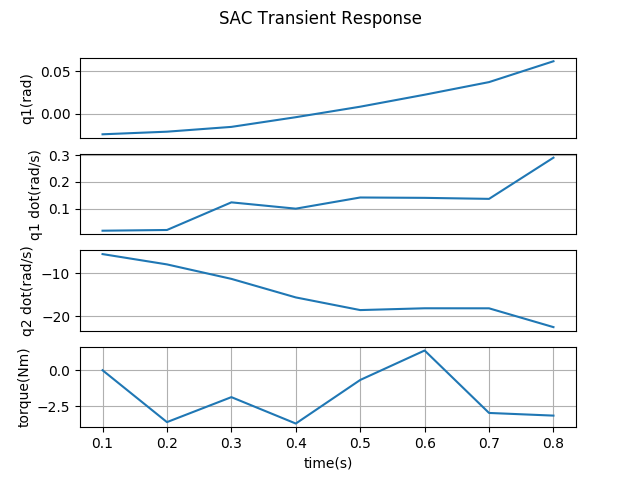 SAC Transient Response
q1(rad)
0.05
0.00
q1 dot(rad/s)
0.3
0.2
0.1
q2 dot(rad/s)
−10
−20
torque(Nm)
0.0
−2.5
0.1 0.2 0.3 0.4 0.5 0.6 0.7 0.8
time(s)